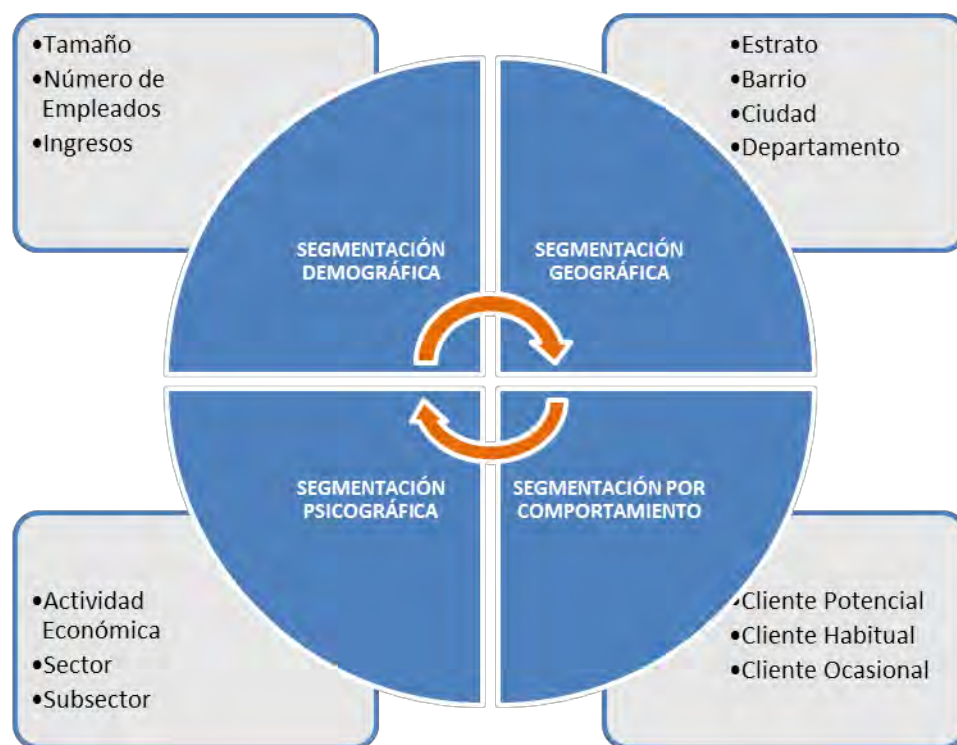 •Tamaño
•Número de
Empleados
•Ingresos
•Estrato
•Barrio
•Ciudad
•Departamento
SEGMENTACIÓN
DEMOGRÁFICA
SEGMENTACIÓN
GEOGRÁFICA
SEGMENTACIÓN
PSICOGRÁFICA
SEGMENTACIÓN POR
COMPORTAMIENTO
•Actividad
Económica
•Sector
•Subsector
•Cliente Potencial
•Cliente Habitual
•Cliente Ocasional